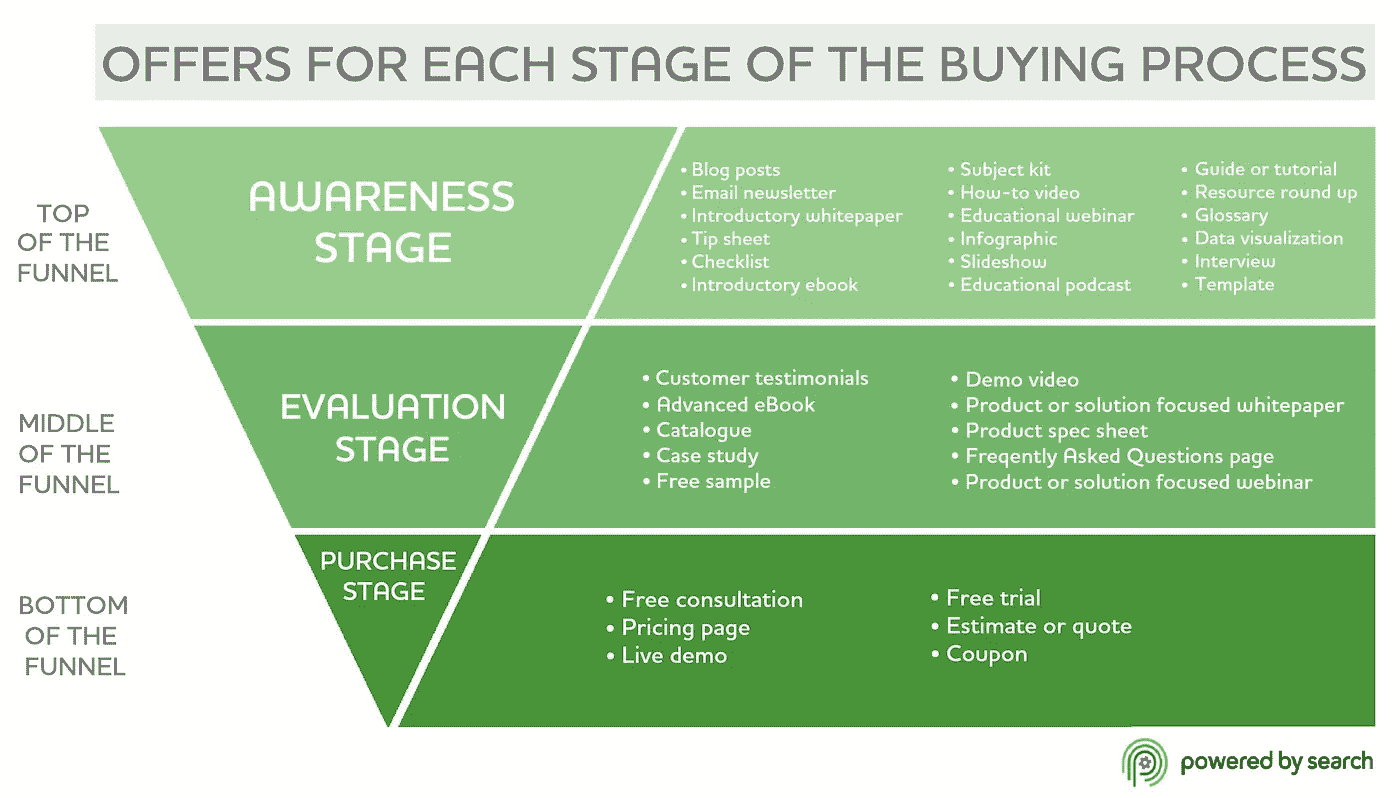 OFFERS FOR EACH STAGE OF THE BUYING PROCESS
TOP
OF THE
FUNNEL
AWARENESS
STAGE
• Blog posts
• Email newsletter
• Introductory whitepaper
• Tip sheet
• Checklist
• Introductory ebook
• Subject kit
• How-to video
• Educational webinar
• Infographic
• Slideshow
• Educational podcast
• Guide or tutorial
• Resource round up
• Glossary
• Data visualization
• Interview
• Template
MIDDLE
OF THE
FUNNEL
EVALUATION
STAGE
• Customer testimonials
• Advanced eBook
• Catalogue
• Case study
• Free sample
• Demo video
• Product or solution focused whitepaper
• Product spec sheet
• Freqently Asked Questions page
• Product or solution focused webinar
BOTTOM
OF THE
FUNNEL
PURCHASE
STAGE
• Free consultation
• Pricing page
• Live demo
• Free trial
• Estimate or quote
• Coupon
powered by search